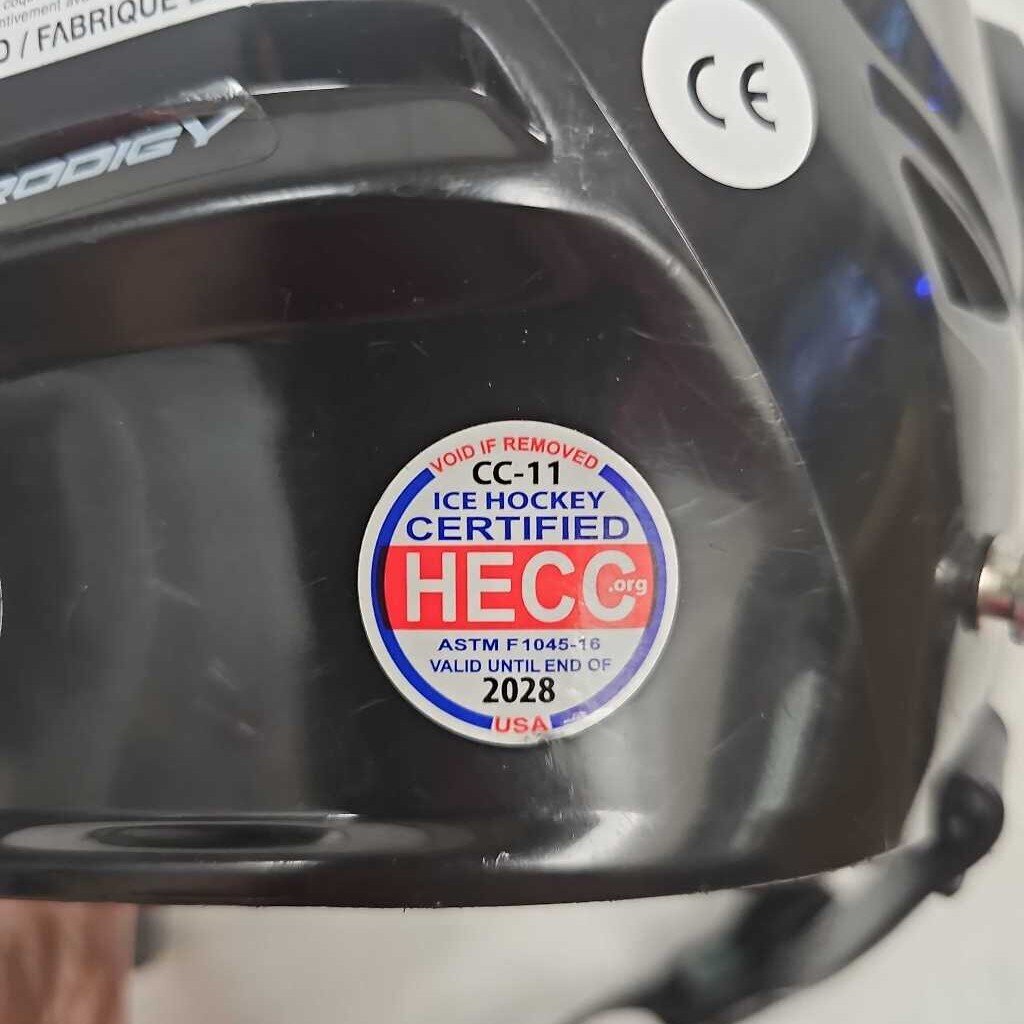 / FABRIQUE
RODIGY
CE
VOID IF REMOVED
CC-11
ICE HOCKEY
CERTIFIED
HECC.org
ASTM F1045-16
VALID UNTIL END OF
2028
USA